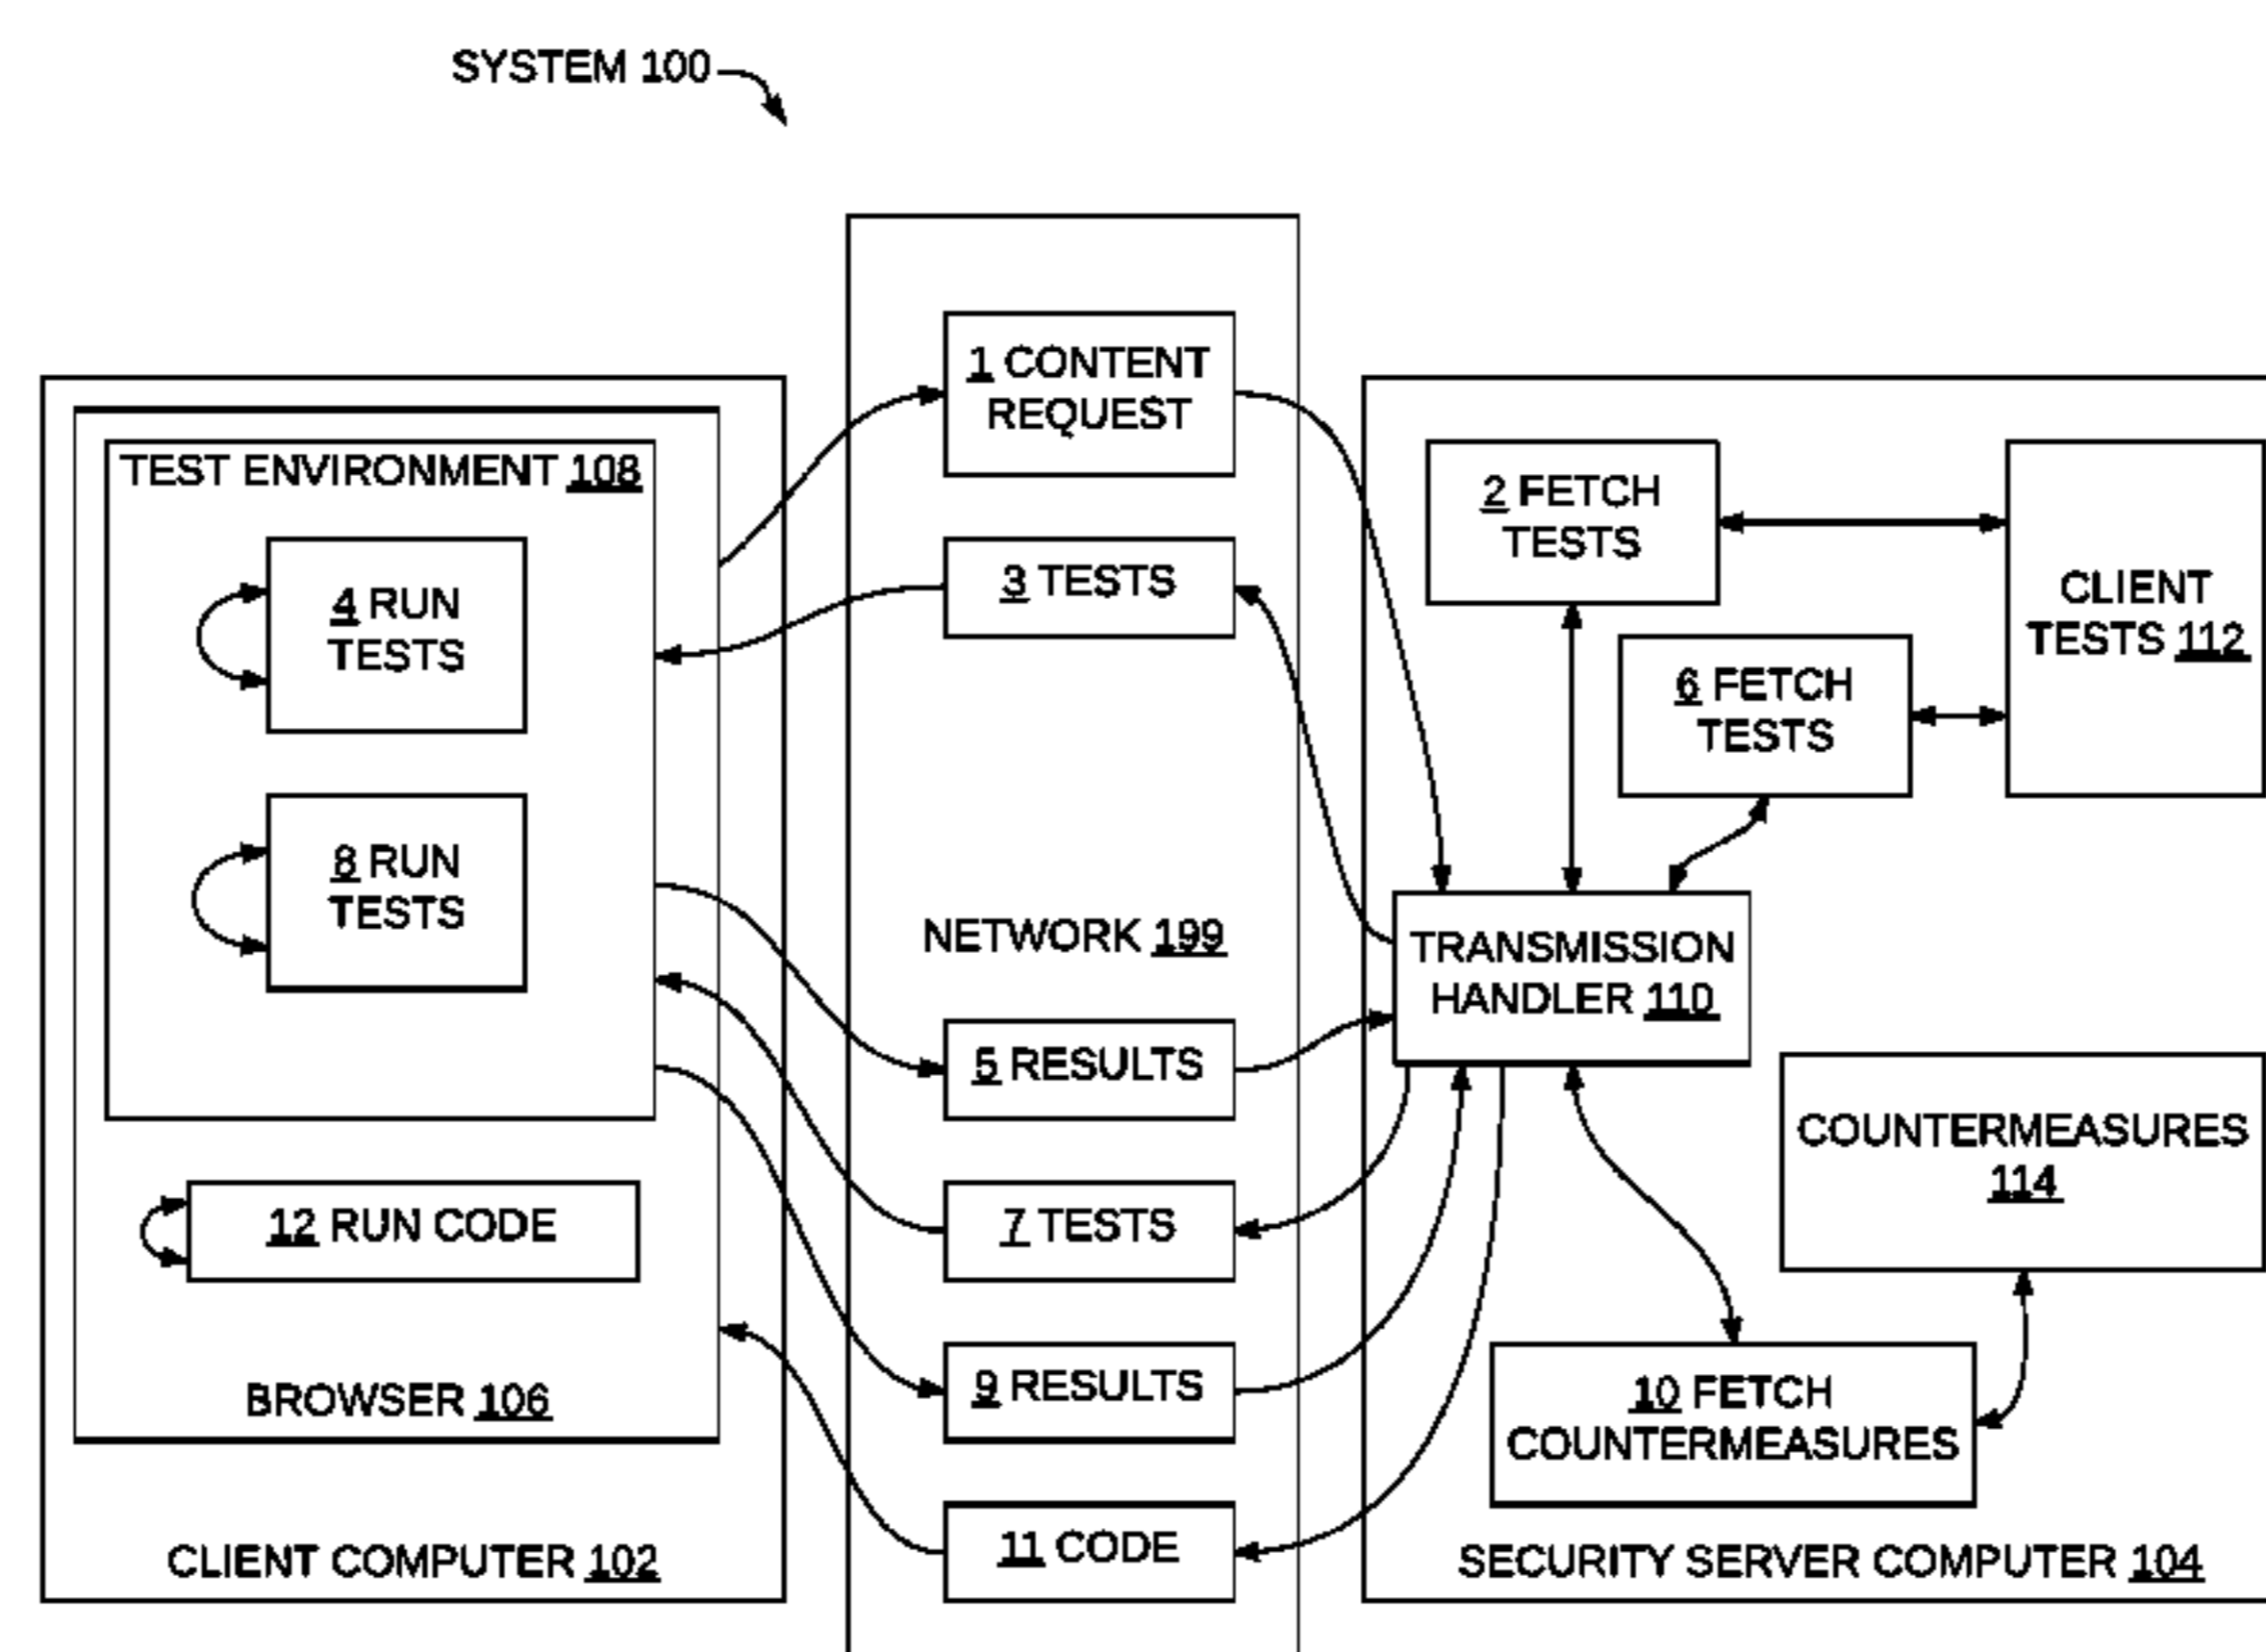 SYSTEM 100
1 CONTENT
REQUEST
3 TESTS
NETWORK 199
5 RESULTS
7 TESTS
9 RESULTS
11 CODE
TEST ENVIRONMENT 108
4 RUN
TESTS
8 RUN
TESTS
12 RUN CODE
BROWSER 106
CLIENT COMPUTER 102
2 FETCH
TESTS
6 FETCH
TESTS
CLIENT
TESTS 112
TRANSMISSION
HANDLER 110
COUNTERMEASURES
114
10 FETCH
COUNTERMEASURES
SECURITY SERVER COMPUTER 104